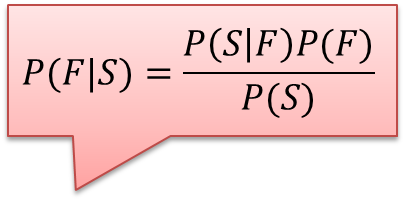 P(F|S) = P(S|F)P(F) / P(S)